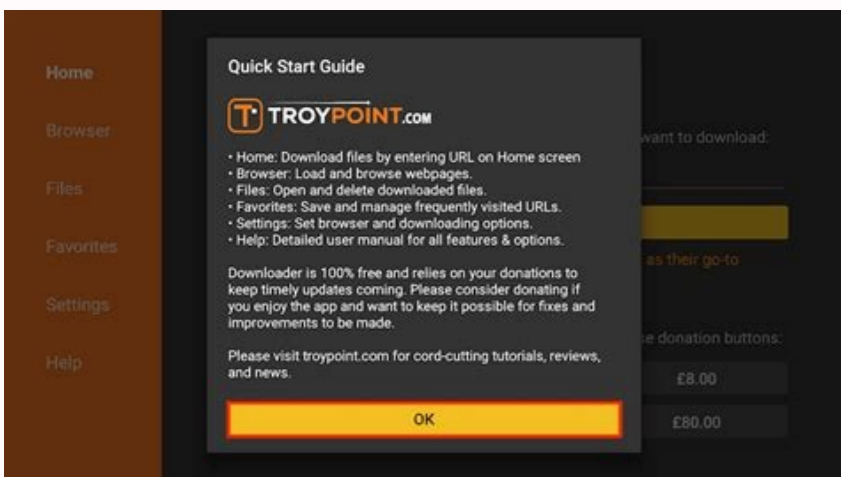 Home
Browser
Files
Favorites
Settings
Help
Quick Start Guide
TROYPOINT.COM
• Home: Download files by entering URL on Home screen
• Browser: Load and browse webpages.
• Files: Open and delete downloaded files.
• Favorites: Save and manage frequently visited URLs.
• Settings: Set browser and downloading options.
• Help: Detailed user manual for all features & options.
Downloader is 100% free and relies on your donations to
keep timely updates coming. Please consider donating if
you enjoy the app and want to keep it possible for fixes and
improvements to be made.
Please visit troypoint.com for cord-cutting tutorials, reviews,
and news.
OK
want to download:
as their go-to
donation buttons:
£8.00
£80.00